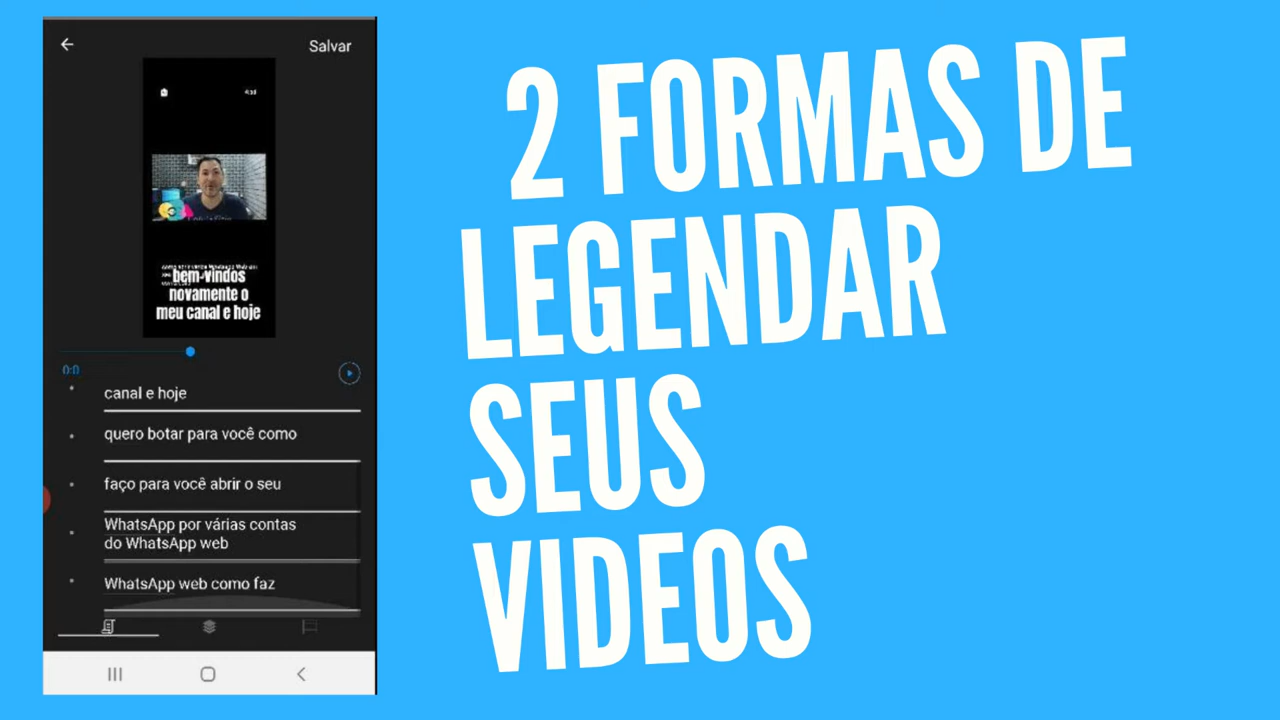 Salvar
bem-vindos
novamente o
meu canal e hoje
0:0
canal e hoje
quero botar para você como
faço para você abrir o seu
WhatsApp por várias contas
do WhatsApp web
WhatsApp web como faz
2 FORMAS DE
LEGENDAR
SEUS
VIDEOS